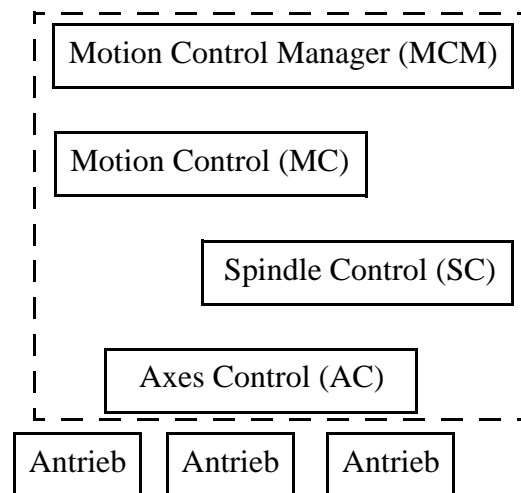 Motion Control Manager (MCM)
Motion Control (MC)
Spindle Control (SC)
Axes Control (AC)
Antrieb Antrieb Antrieb